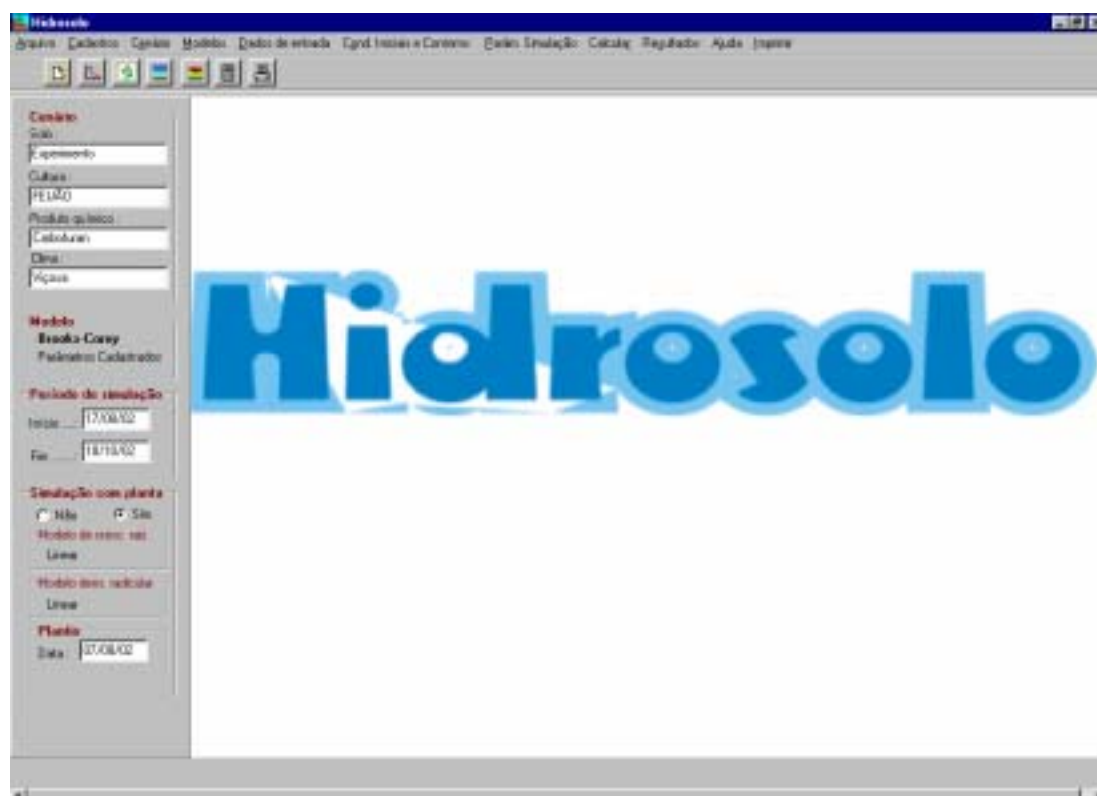 Hidrosolo
Arquivo Cadastros Cenário Modelos Dados de entrada Cond. Iniciais e Contorno Parâm. Simulação Calcular Resultados Ajuda Imprimir
Cenário
Solo
Experimento
Cultura
FEIJÃO
Produto químico
Carbofuran
Clima
Viçosa
Hidrosolo
Modelo
Brooks-Corey
Parâmetros Cadastrados
Período de simulação
Início ....: 17/08/02
Fim ......: 18/10/02
Simulação com planta
Não Sim
Modelo de cresc. raiz
Linear
Modelo dens. radicular
Linear
Plantio
Data : 07/08/02